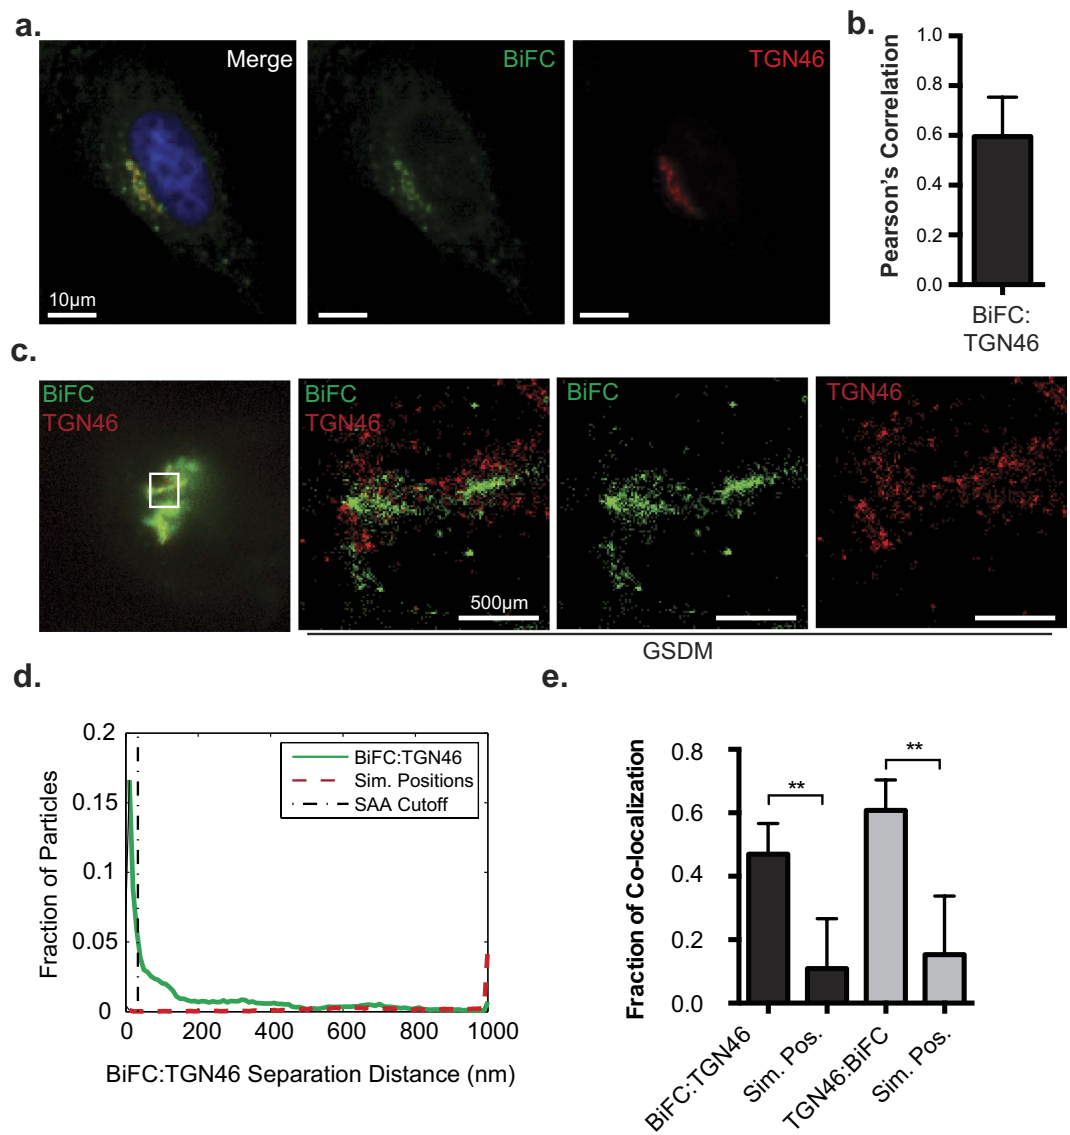 a.
Merge
BiFC
TGN46
10μm
b.
1.0
0.8
0.6
0.4
0.2
0.0
Pearson's Correlation
BiFC:
TGN46
c.
BiFC
TGN46
BiFC
TGN46
500μm
BiFC
TGN46
GSDM
d.
0.2
0.15
0.1
0.05
0
Fraction of Particles
BiFC:TGN46
Sim. Positions
SAA Cutoff
0
200
400
600
800
1000
BiFC:TGN46 Separation Distance (nm)
e.
0.8
0.6
0.4
0.2
0.0
Fraction of Co-localization
**
**
BiFC:TGN46
Sim. Pos.
TGN46:BiFC
Sim. Pos.